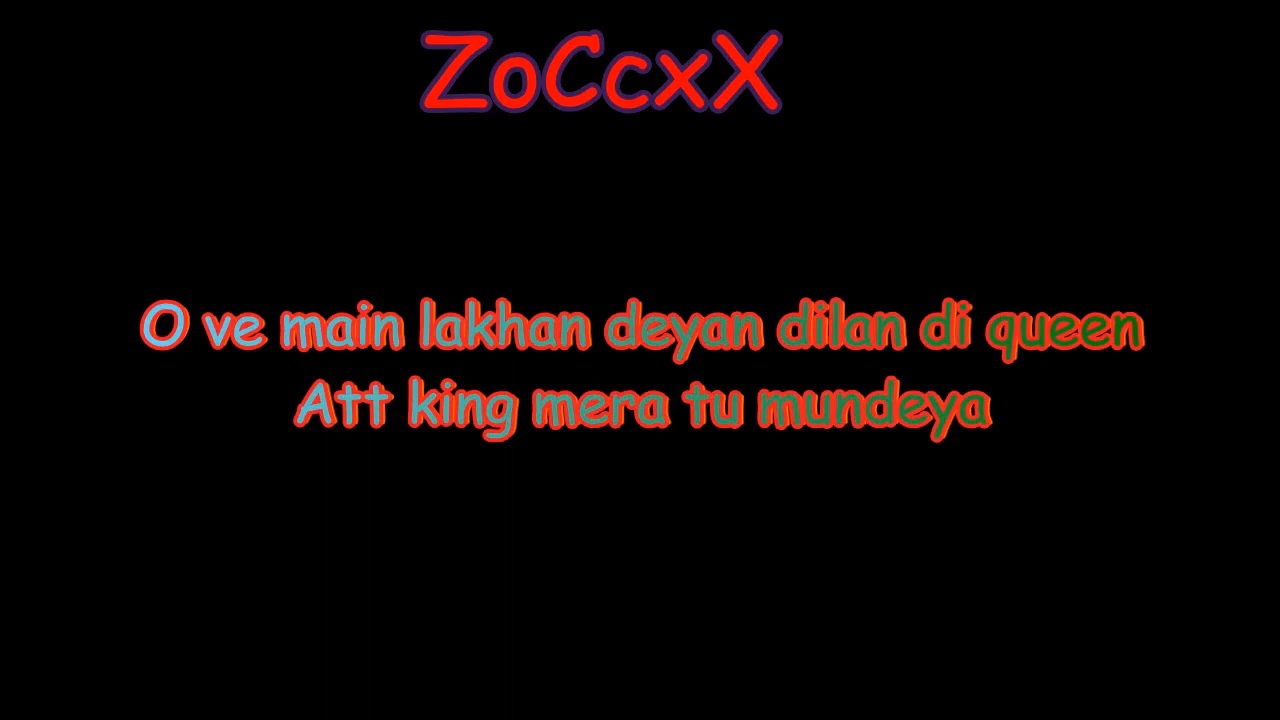 ZoCcxX
O ve main lakhan deyan dilan di queen
Att king mera tu mundeya